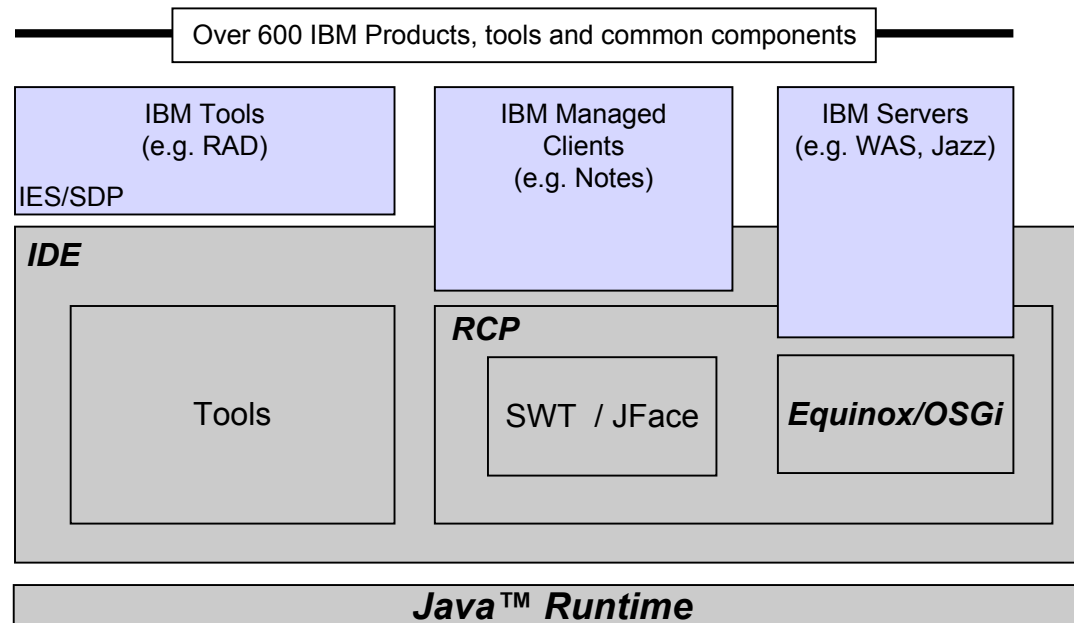 Over 600 IBM Products, tools and common components
IBM Tools
(e.g. RAD)
IES/SDP
IBM Managed
Clients
(e.g. Notes)
IBM Servers
(e.g. WAS, Jazz)
IDE
Tools
RCP
SWT / JFace
Equinox/OSGi
Java™ Runtime